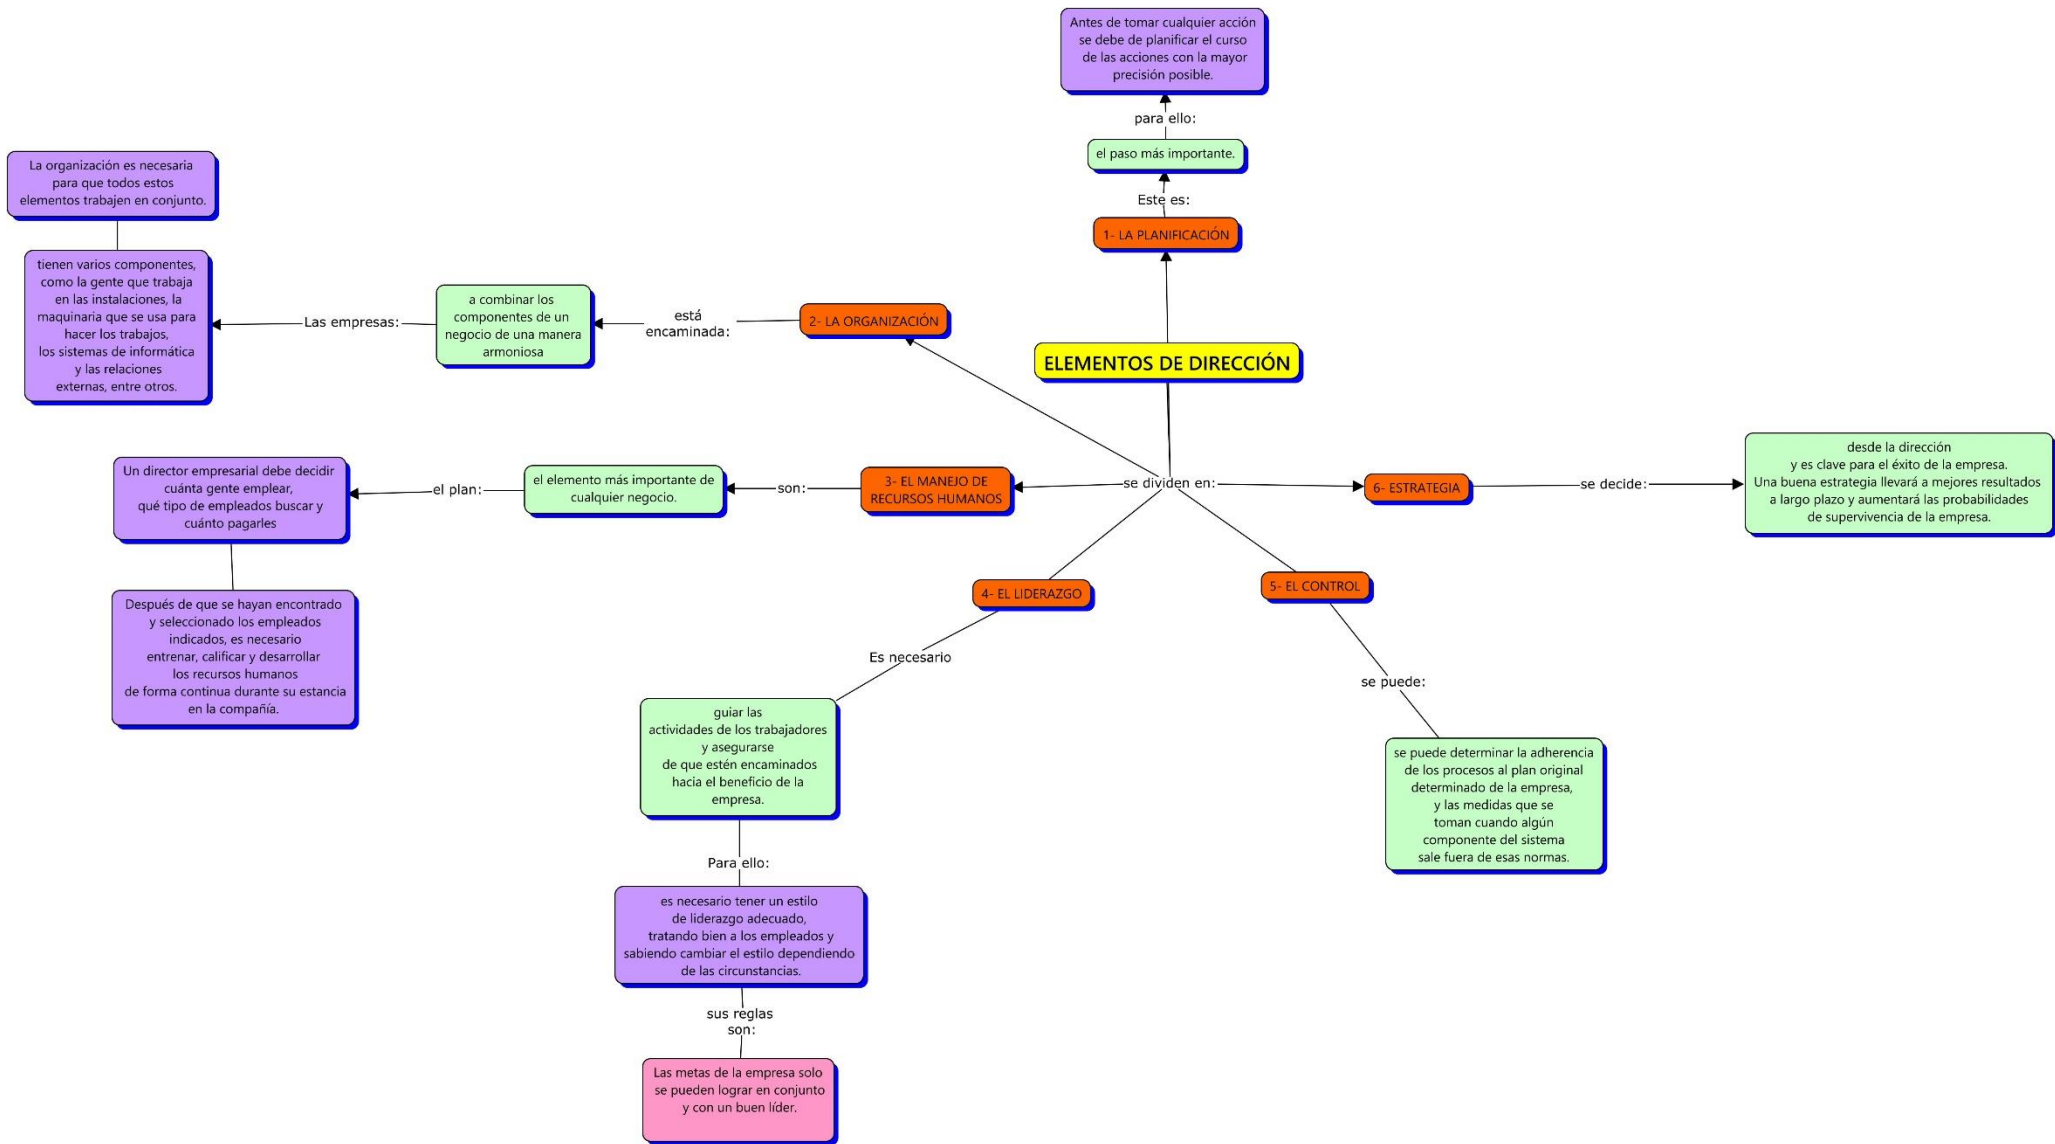 ELEMENTOS DE DIRECCIÓN
se dividen en:
1- LA PLANIFICACIÓN
Este es:
el paso más importante.
para ello:
Antes de tomar cualquier acción
se debe de planificar el curso
de las acciones con la mayor
precisión posible.
2- LA ORGANIZACIÓN
está
encaminada:
a combinar los
componentes de un
negocio de una manera
armoniosa
Las empresas:
tienen varios componentes,
como la gente que trabaja
en las instalaciones, la
maquinaria que se usa para
hacer los trabajos,
los sistemas de informática
y las relaciones
externas, entre otros.
La organización es necesaria
para que todos estos
elementos trabajen en conjunto.
3- EL MANEJO DE
RECURSOS HUMANOS
son:
el elemento más importante de
cualquier negocio.
el plan:
Un director empresarial debe decidir
cuánta gente emplear,
qué tipo de empleados buscar y
cuánto pagarles
Después de que se hayan encontrado
y seleccionado los empleados
indicados, es necesario
entrenar, calificar y desarrollar
los recursos humanos
de forma continua durante su estancia
en la compañía.
4- EL LIDERAZGO
Es necesario
guiar las
actividades de los trabajadores
y asegurarse
de que estén encaminados
hacia el beneficio de la
empresa.
Para ello:
es necesario tener un estilo
de liderazgo adecuado,
tratando bien a los empleados y
sabiendo cambiar el estilo dependiendo
de las circunstancias.
sus reglas
son:
Las metas de la empresa solo
se pueden lograr en conjunto
y con un buen líder.
5- EL CONTROL
se puede:
se puede determinar la adherencia
de los procesos al plan original
determinado de la empresa,
y las medidas que se
toman cuando algún
componente del sistema
sale fuera de esas normas.
6- ESTRATEGIA
se decide:
desde la dirección
y es clave para el éxito de la empresa.
Una buena estrategia llevará a mejores resultados
a largo plazo y aumentará las probabilidades
de supervivencia de la empresa.